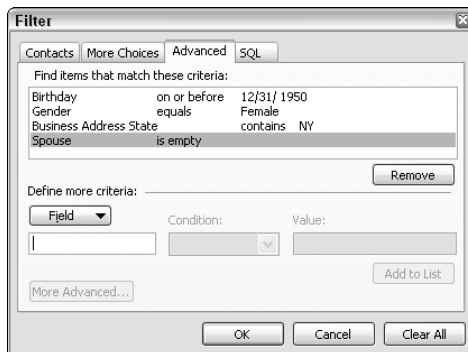 Filter
Contacts More Choices Advanced SQL
Find items that match these criteria:
Birthday on or before 12/31/ 1950
Gender equals Female
Business Address State contains NY
Spouse is empty
Remove
Define more criteria:
Field Condition: Value:
Add to List
More Advanced...
OK Cancel Clear All